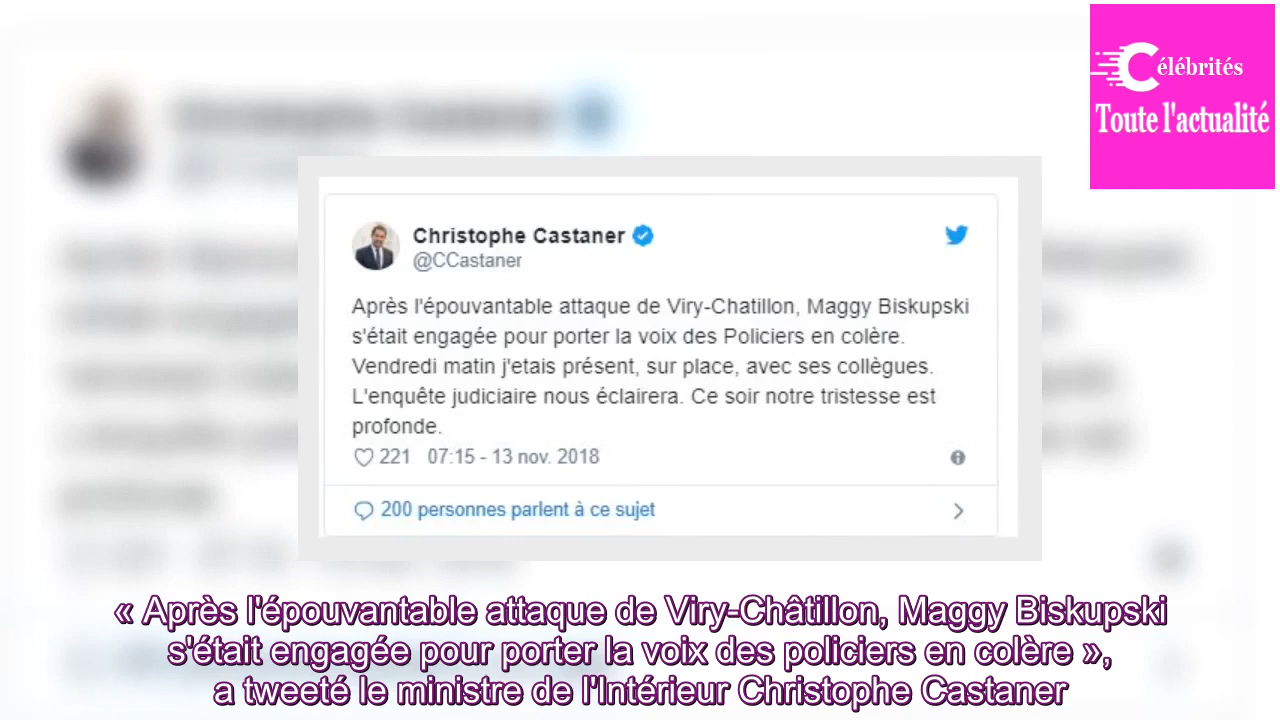 Célébrités
Toute l'actualité
Christophe Castaner
@CCastaner
Après l'épouvantable attaque de Viry-Chatillon, Maggy Biskupski
s'était engagée pour porter la voix des Policiers en colère.
Vendredi matin j'etais présent, sur place, avec ses collègues.
L'enquête judiciaire nous éclairera. Ce soir notre tristesse est
profonde.
221 07:15 - 13 nov. 2018
200 personnes parlent à ce sujet
« Après l'épouvantable attaque de Viry-Châtillon, Maggy Biskupski
s'était engagée pour porter la voix des policiers en colère »,
a tweeté le ministre de l'Intérieur Christophe Castaner